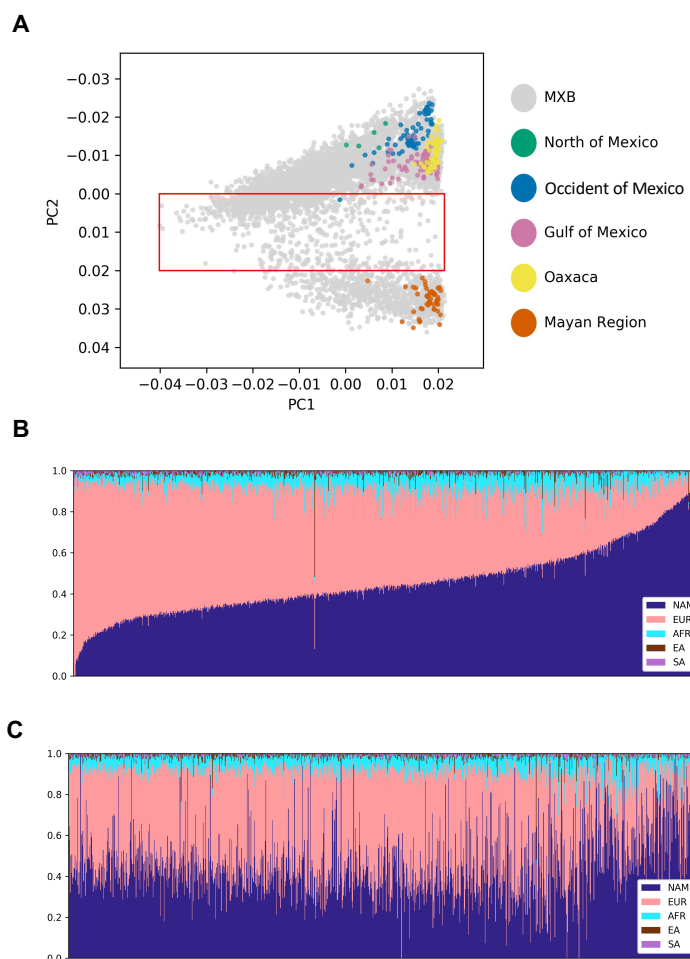 A
−0.03
−0.02
−0.01
0.00
0.01
0.02
0.03
0.04
PC2
−0.04 −0.03 −0.02 −0.01 0.00 0.01 0.02
PC1
MXB
North of Mexico
Occident of Mexico
Gulf of Mexico
Oaxaca
Mayan Region
B
1.0
0.8
0.6
0.4
0.2
0.0
NAM
EUR
AFR
EA
SA
C
1.0
0.8
0.6
0.4
0.2
0.0
NAM
EUR
AFR
EA
SA